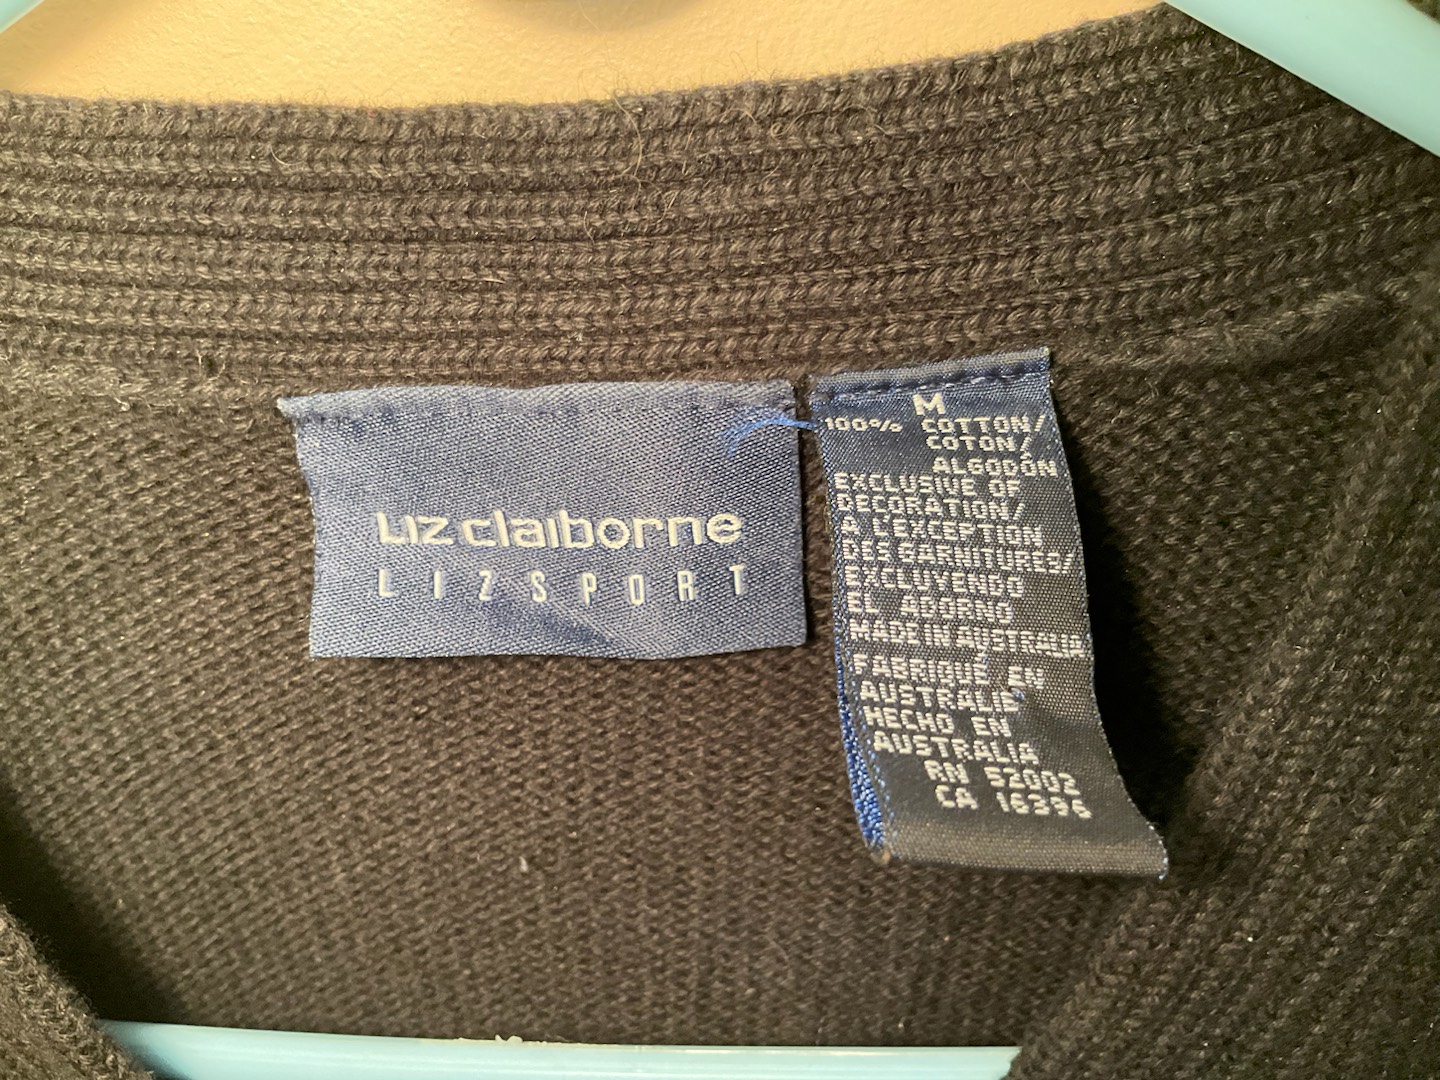 liz claiborne
LIZSPORT
M
100% COTTON/
COTON/
ALGODÓN
EXCLUSIVE OF
DECORATION/
A L'EXCEPTION
DES GARNITURES/
EXCLUYENDO
EL ADORNO
MADE IN AUSTRALIA
FABRIQUÉ EN
AUSTRALIE
HECHO EN
AUSTRALIA
RN 52002
CA 16396